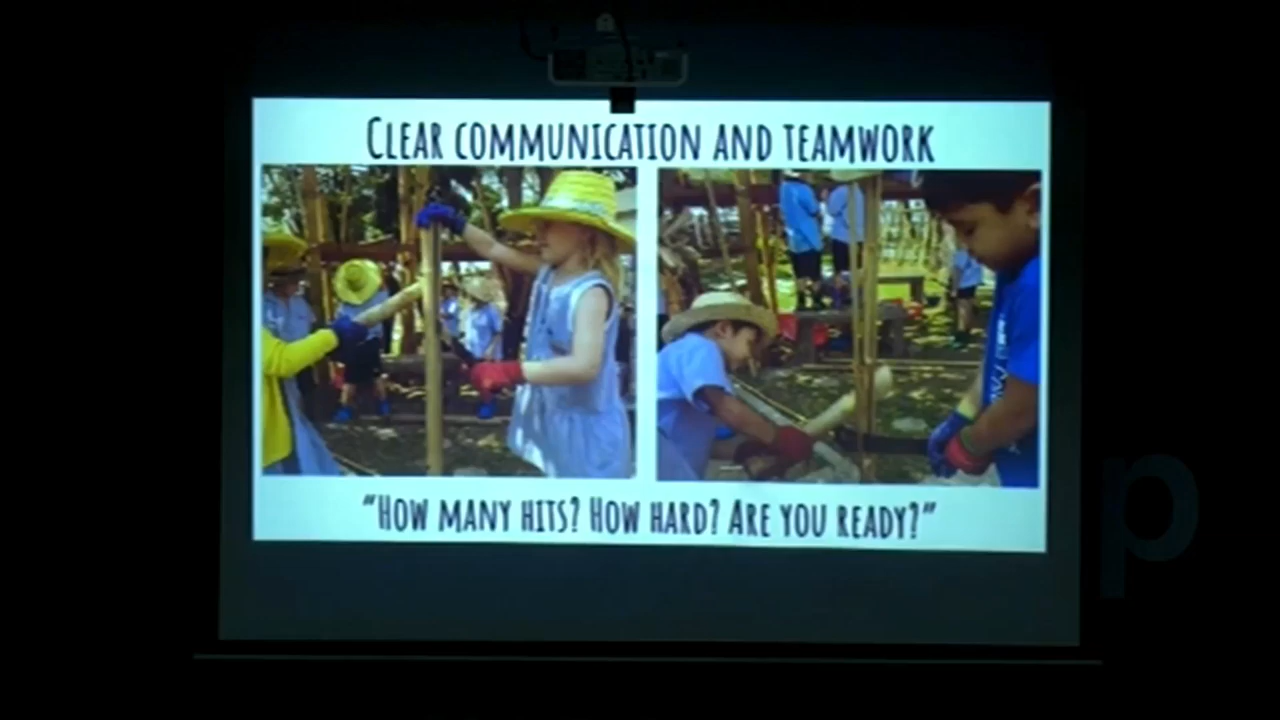 CLEAR COMMUNICATION AND TEAMWORK
"HOW MANY HITS? HOW HARD? ARE YOU READY?"
p